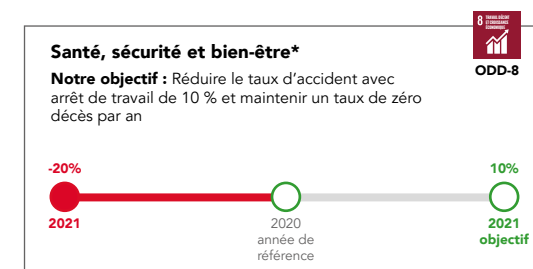 8 TRAVAIL DÉCENT
ET CROISSANCE
ÉCONOMIQUE
ODD-8
Santé, sécurité et bien-être*
Notre objectif : Réduire le taux d’accident avec
arrêt de travail de 10 % et maintenir un taux de zéro
décès par an
-20%
10%
2021
2020
année de
référence
2021
objectif